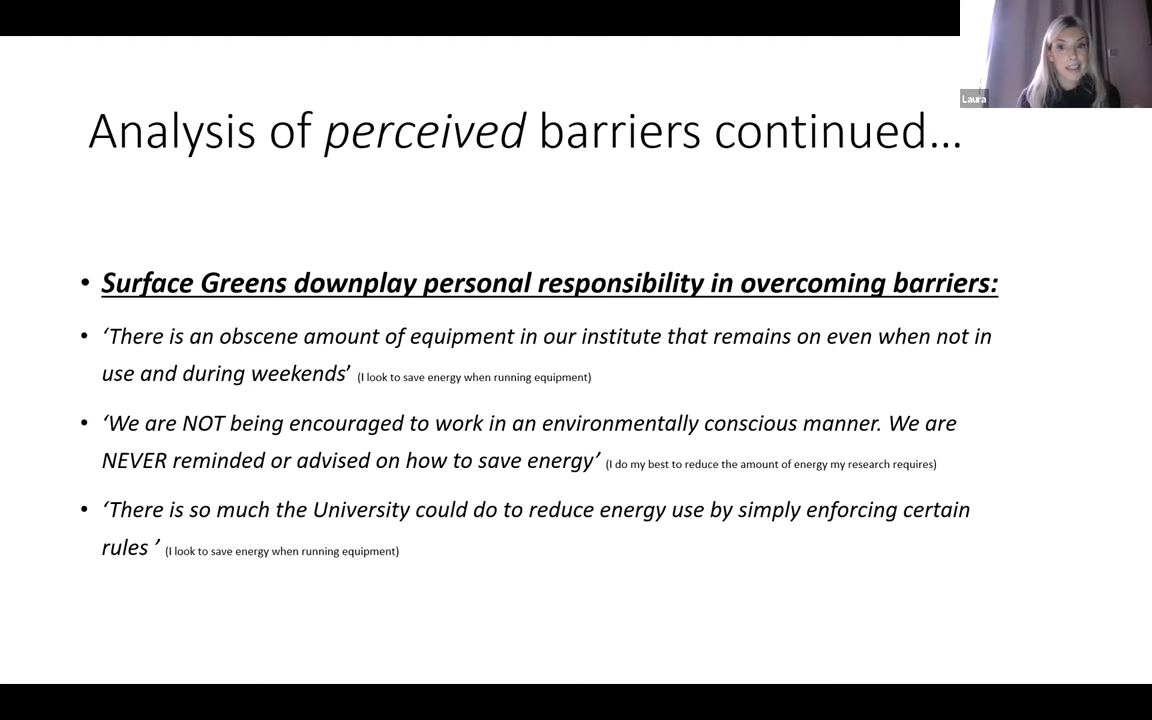 Laura
Analysis of perceived barriers continued...
• Surface Greens downplay personal responsibility in overcoming barriers:
• ‘There is an obscene amount of equipment in our institute that remains on even when not in
use and during weekends’ (I look to save energy when running equipment)
• ‘We are NOT being encouraged to work in an environmentally conscious manner. We are
NEVER reminded or advised on how to save energy’ (I do my best to reduce the amount of energy my research requires)
• ‘There is so much the University could do to reduce energy use by simply enforcing certain
rules ’ (I look to save energy when running equipment)